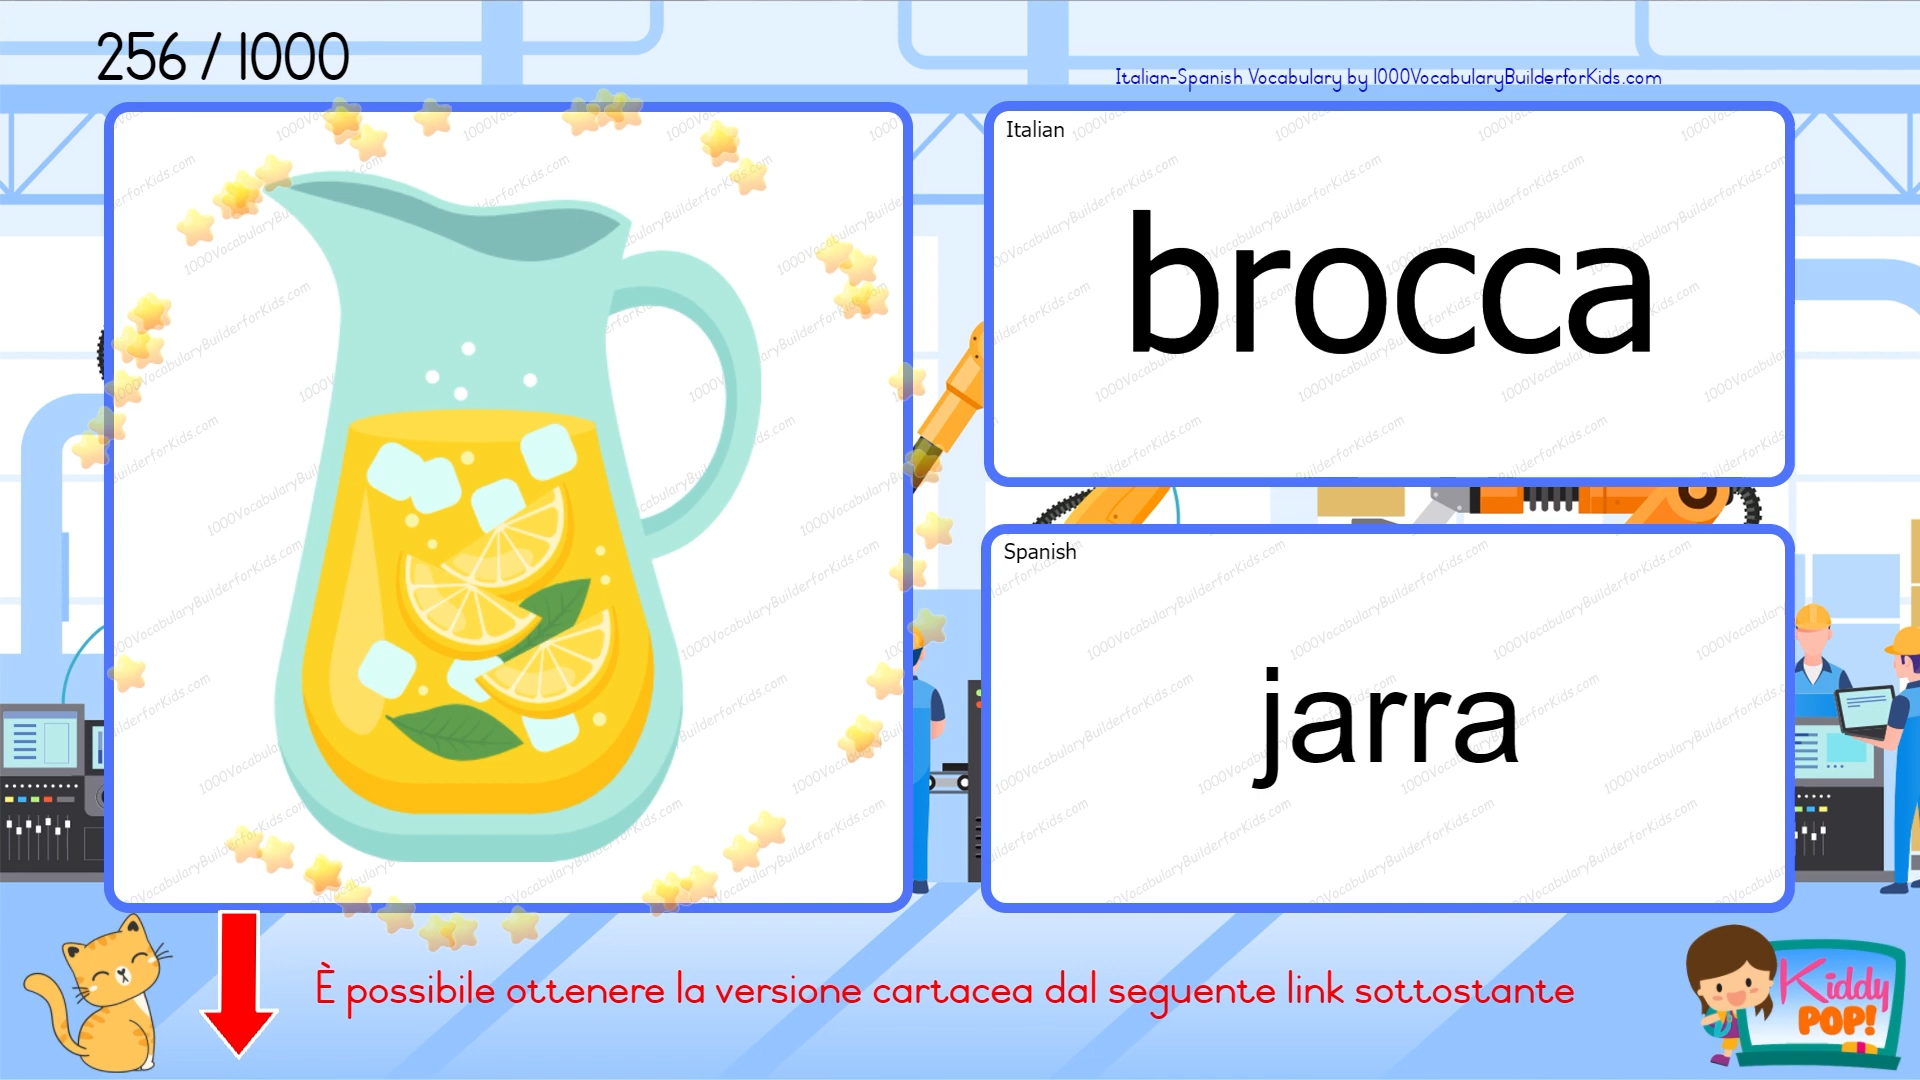 256 / 1000
Italian-Spanish Vocabulary by 1000VocabularyBuilderforKids.com
Italian
brocca
Spanish
jarra
È possibile ottenere la versione cartacea dal seguente link sottostante
Kiddy
POP!